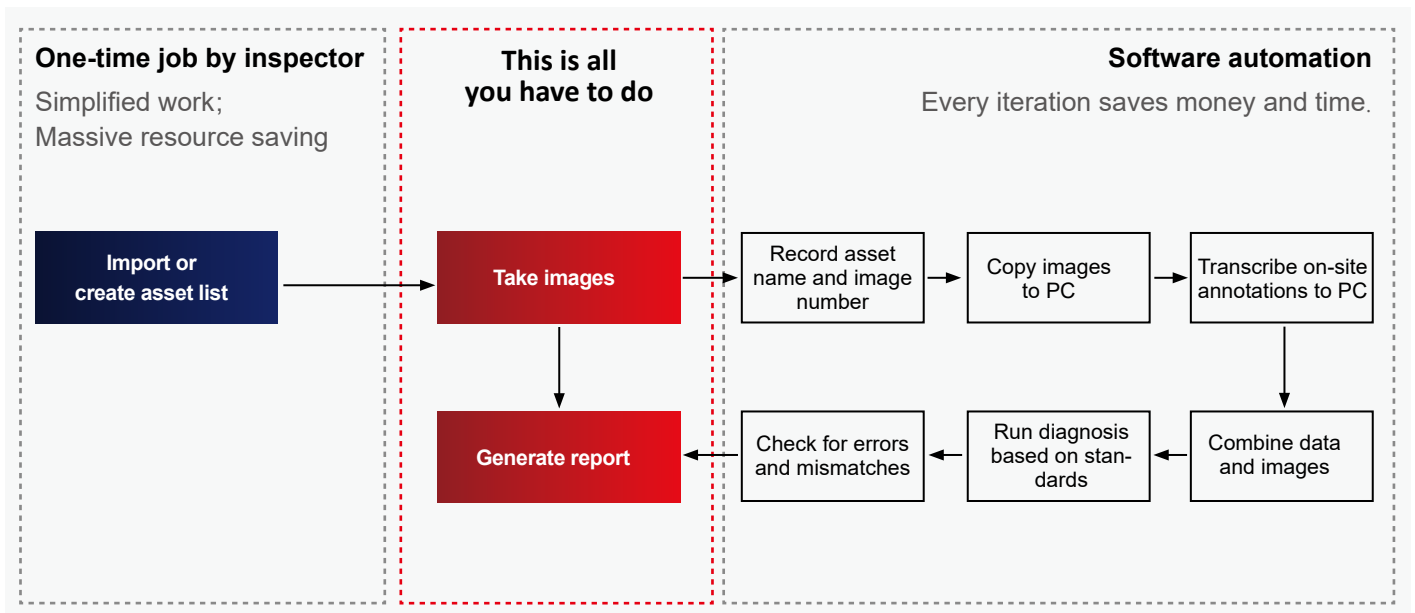 One-time job by inspector
Simplified work;
Massive resource saving
This is all
you have to do
Software automation
Every iteration saves money and time.
Import or
create asset list
Take images
Record asset
name and image
number
Copy images
to PC
Transcribe on-site
annotations to PC
Generate report
Check for errors
and mismatches
Run diagnosis
based on stan-
dards
Combine data
and images